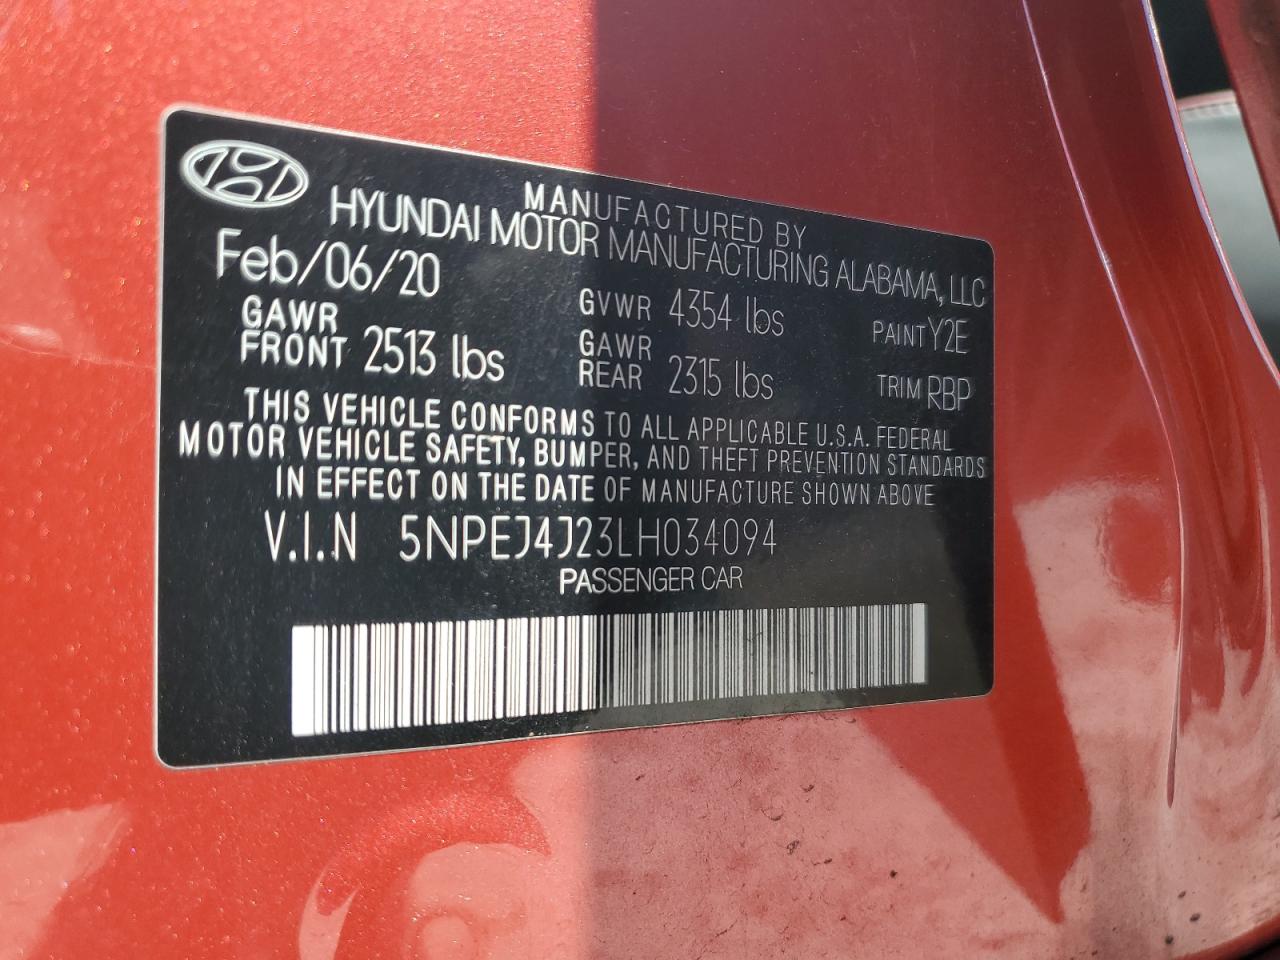 MANUFACTURED BY
HYUNDAI MOTOR MANUFACTURING ALABAMA, LLC
Feb/06/20
GVWR 4354 lbs
PAINT Y2E
GAWR
FRONT 2513 lbs
GAWR
REAR 2315 lbs
TRIM RBP
THIS VEHICLE CONFORMS TO ALL APPLICABLE U.S.A. FEDERAL
MOTOR VEHICLE SAFETY, BUMPER, AND THEFT PREVENTION STANDARDS
IN EFFECT ON THE DATE OF MANUFACTURE SHOWN ABOVE
V.I.N 5NPEJ4J23LH034094
PASSENGER CAR